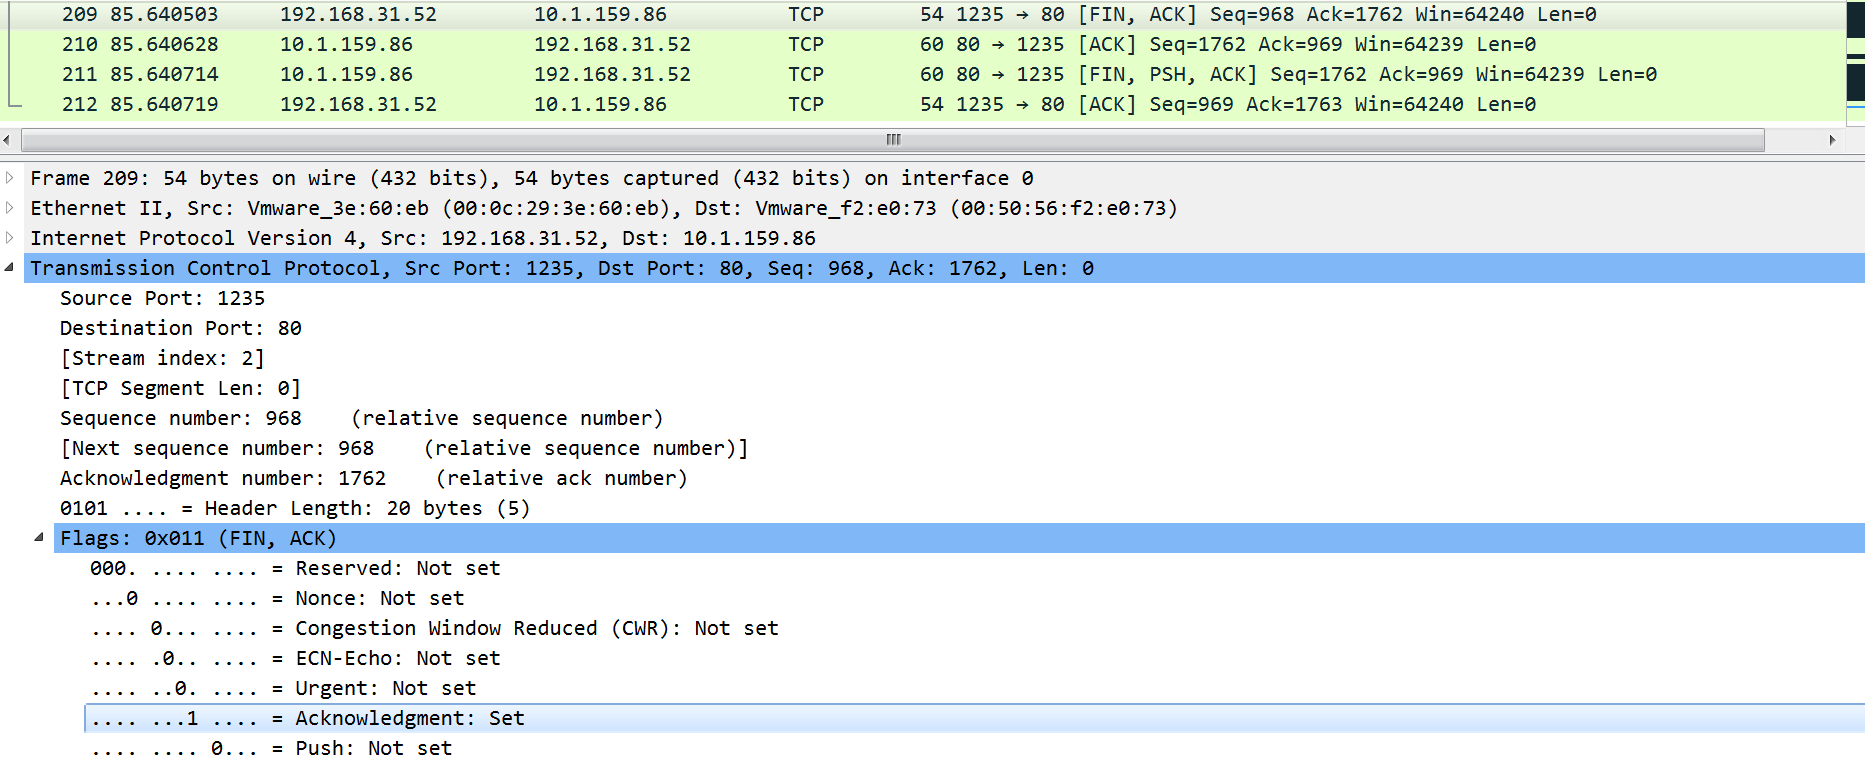 209 85.640503 192.168.31.52 10.1.159.86 TCP 54 1235 → 80 [FIN, ACK] Seq=968 Ack=1762 Win=64240 Len=0
210 85.640628 10.1.159.86 192.168.31.52 TCP 60 80 → 1235 [ACK] Seq=1762 Ack=969 Win=64239 Len=0
211 85.640714 10.1.159.86 192.168.31.52 TCP 60 80 → 1235 [FIN, PSH, ACK] Seq=1762 Ack=969 Win=64239 Len=0
212 85.640719 192.168.31.52 10.1.159.86 TCP 54 1235 → 80 [ACK] Seq=969 Ack=1763 Win=64240 Len=0
Frame 209: 54 bytes on wire (432 bits), 54 bytes captured (432 bits) on interface 0
Ethernet II, Src: Vmware_3e:60:eb (00:0c:29:3e:60:eb), Dst: Vmware_f2:e0:73 (00:50:56:f2:e0:73)
Internet Protocol Version 4, Src: 192.168.31.52, Dst: 10.1.159.86
Transmission Control Protocol, Src Port: 1235, Dst Port: 80, Seq: 968, Ack: 1762, Len: 0
Source Port: 1235
Destination Port: 80
[Stream index: 2]
[TCP Segment Len: 0]
Sequence number: 968    (relative sequence number)
[Next sequence number: 968    (relative sequence number)]
Acknowledgment number: 1762    (relative ack number)
0101 .... = Header Length: 20 bytes (5)
Flags: 0x011 (FIN, ACK)
000. .... .... = Reserved: Not set
...0 .... .... = Nonce: Not set
.... 0... .... = Congestion Window Reduced (CWR): Not set
.... .0.. .... = ECN-Echo: Not set
.... ..0. .... = Urgent: Not set
.... ...1 .... = Acknowledgment: Set
.... .... 0... = Push: Not set